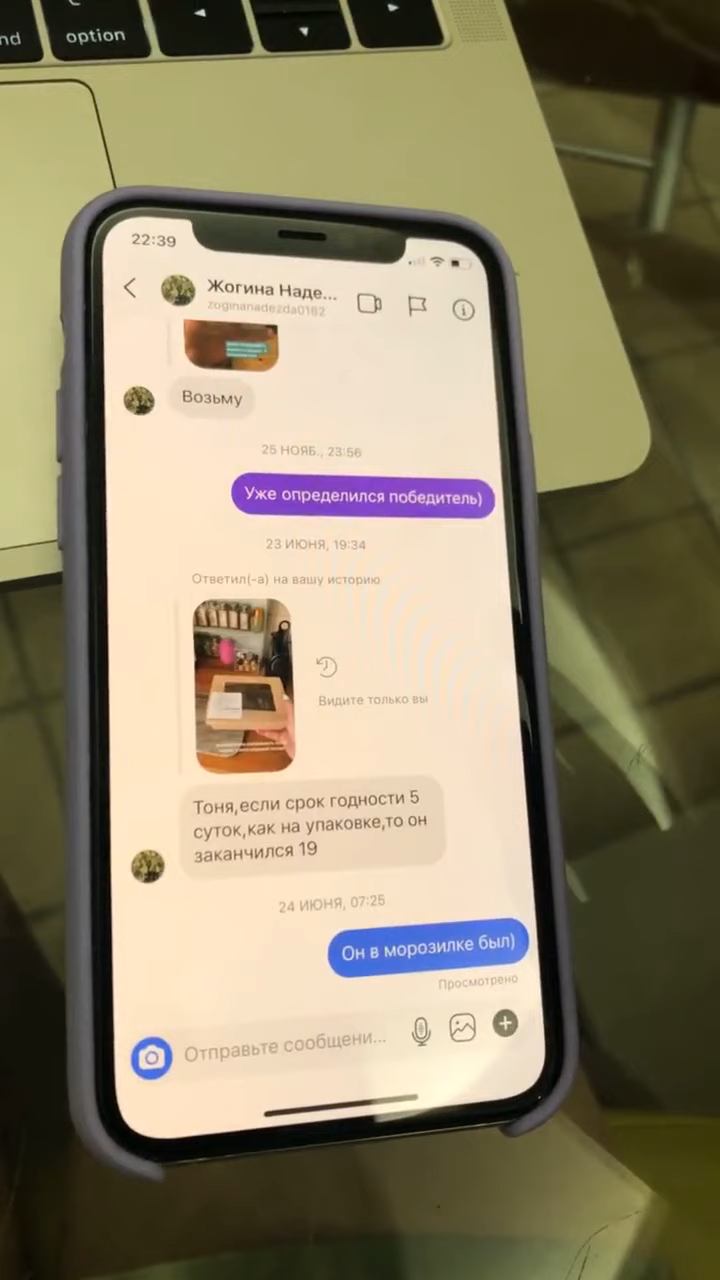 nd
option
22:39
Жогина Наде...
zoginanadezda0182
Возьму
25 НОЯБ., 23:56
Уже определился победитель)
23 ИЮНЯ, 19:34
Ответил(-а) на вашу историю
Видите только вы
Тоня,если срок годности 5
суток,как на упаковке,то он
заканчился 19
24 ИЮНЯ, 07:25
Он в морозилке был)
Просмотрено
Отправьте сообщени...